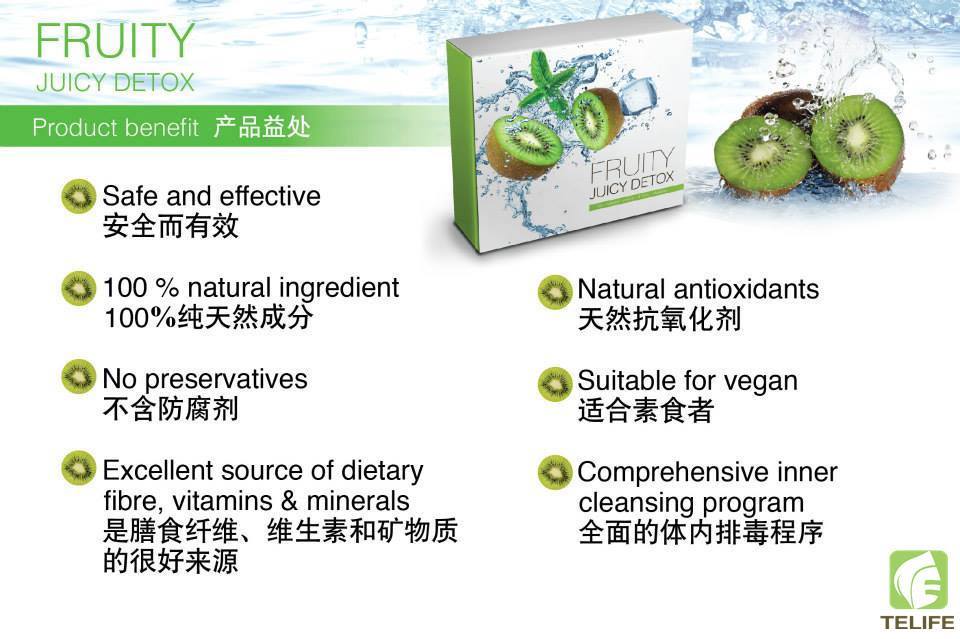 FRUITY
JUICY DETOX
Product benefit 产品益处
FRUITY
JUICY DETOX
Safe and effective
安全而有效
100 % natural ingredient
100%纯天然成分
No preservatives
不含防腐剂
Excellent source of dietary
fibre, vitamins & minerals
是膳食纤维、维生素和矿物质
的很好来源
Natural antioxidants
天然抗氧化剂
Suitable for vegan
适合素食者
Comprehensive inner
cleansing program
全面的体内排毒程序
TELIFE